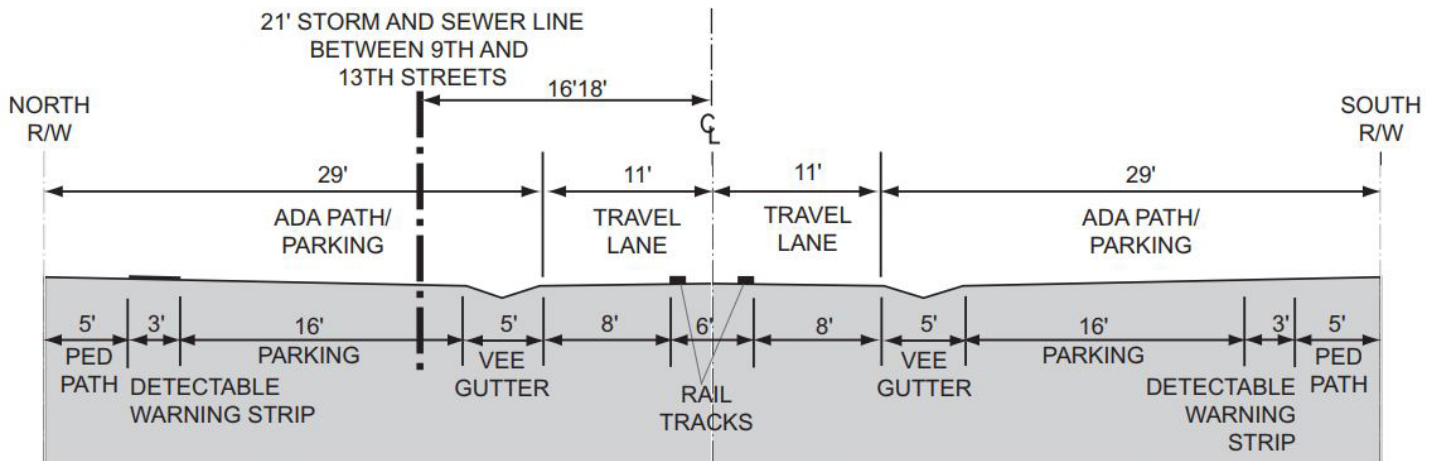 21' STORM AND SEWER LINE
BETWEEN 9TH AND
13TH STREETS
16'18'
NORTH
R/W
℄
SOUTH
R/W
29'
11'
11'
29'
ADA PATH/
PARKING
TRAVEL
LANE
TRAVEL
LANE
ADA PATH/
PARKING
5'
3'
16'
5'
8'
6'
8'
5'
16'
3'
5'
PED
PATH
DETECTABLE
WARNING STRIP
PARKING
VEE
GUTTER
RAIL
TRACKS
VEE
GUTTER
PARKING
DETECTABLE
WARNING
STRIP
PED
PATH